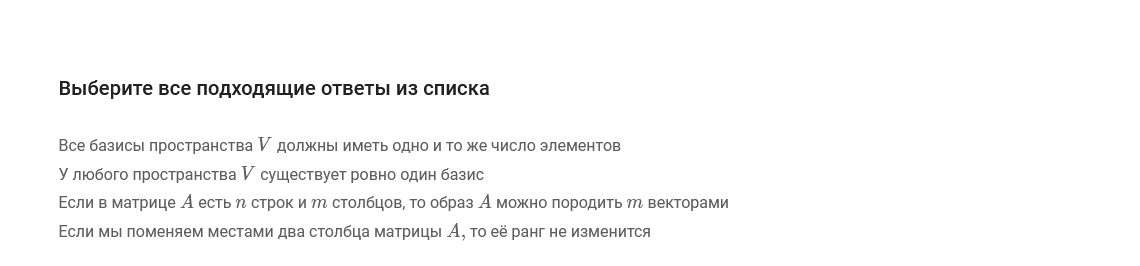 Выберите все подходящие ответы из списка
Все базисы пространства V должны иметь одно и то же число элементов
У любого пространства V существует ровно один базис
Если в матрице A есть n строк и m столбцов, то образ A можно породить m векторами
Если мы поменяем местами два столбца матрицы A, то её ранг не изменится